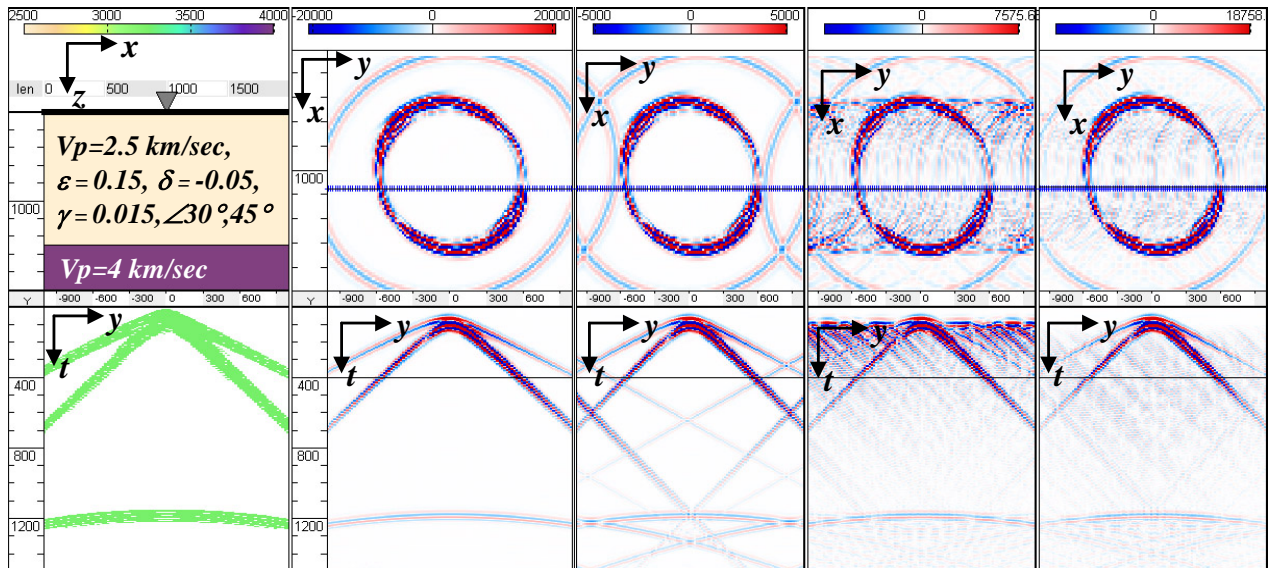 2500 3000 3500 4000
-20000 0 20000
-5000 0 5000
0 7575.6
0 18758.
x
z
len 0 500 1000 1500
Vp=2.5 km/sec,
ε = 0.15, δ = -0.05,
γ = 0.015,∠30°,45°
Vp=4 km/sec
1000
y
x
1000
y
x
y
x
y
x
Y -900 -600 -300 0 300 600
Y -900 -600 -300 0 300 600
-900 -600 -300 0 300 600
-900 -600 -300 0 300 600
-900 -600 -300 0 300 600
y
t
400
800
1200
y
t
400
800
1200
y
t
y
t
y
t